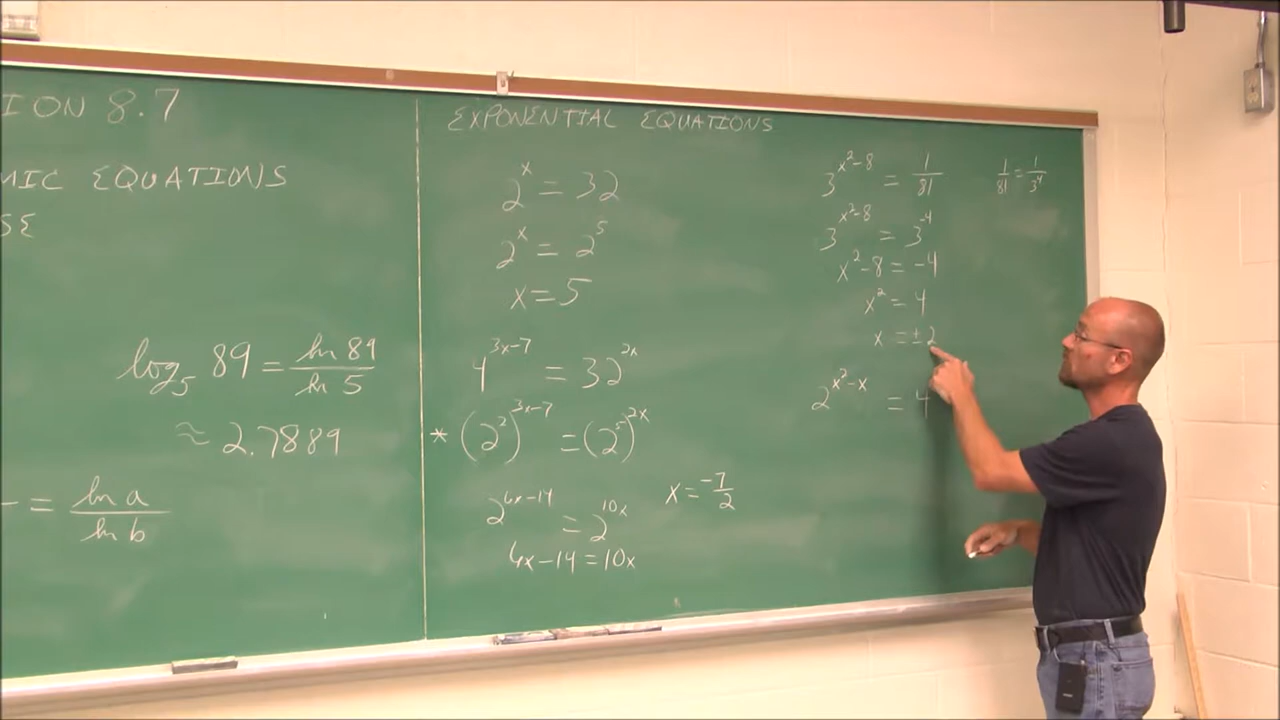 ION 8.7
MIC EQUATIONS
SE
log₅ 89 = ln 89 / ln 5
≈ 2.7889
= ln a / ln b
EXPONENTIAL EQUATIONS
2^x = 32
2^x = 2^5
x = 5
4^(3x-7) = 32^(2x)
* (2^2)^(3x-7) = (2^5)^(2x)
2^(6x-14) = 2^(10x)
6x-14 = 10x
x = -7/2
3^(x²-8) = 1/81
1/81 = 1/3^4
3^(x²-8) = 3^(-4)
x²-8 = -4
x² = 4
x = ±2
2^(x²-x) = 4